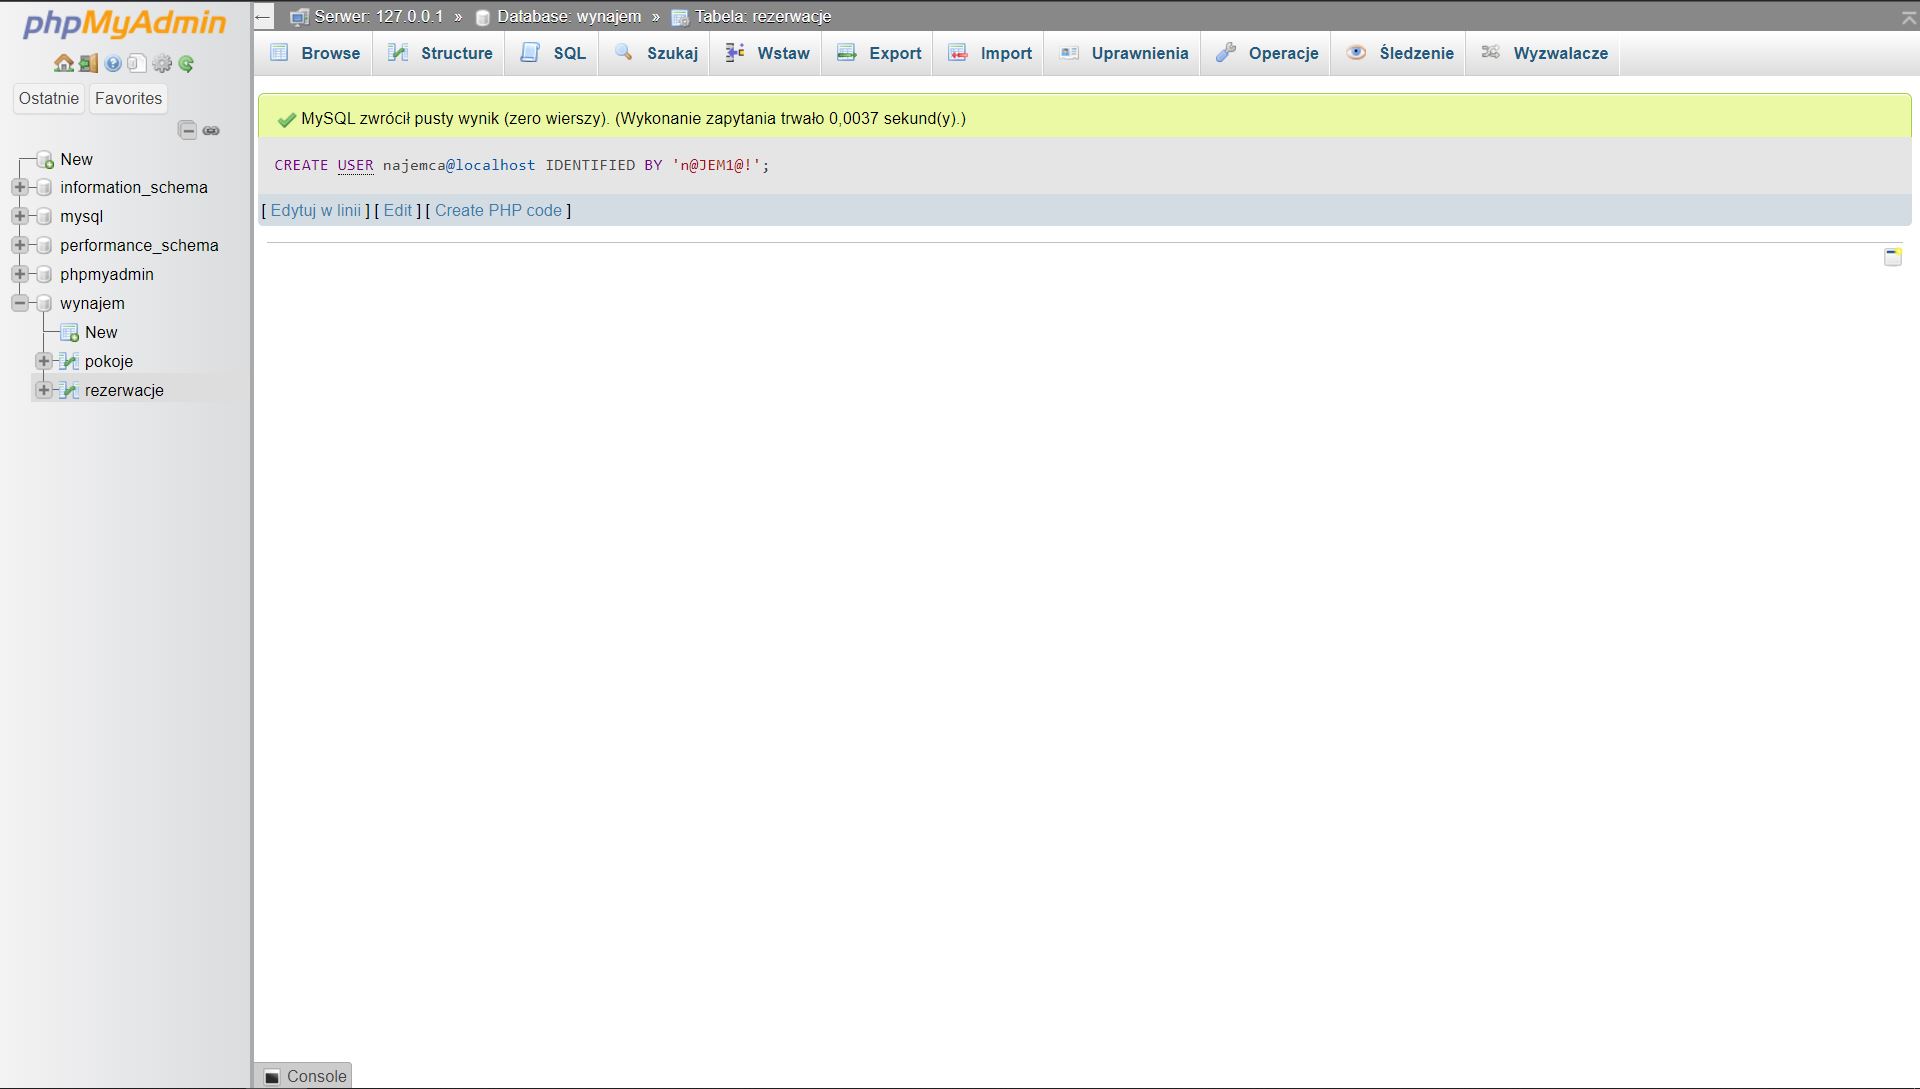 phpMyAdmin
Ostatnie Favorites
New
information_schema
mysql
performance_schema
phpmyadmin
wynajem
New
pokoje
rezerwacje
Serwer: 127.0.0.1 » Database: wynajem » Tabela: rezerwacje
Browse Structure SQL Szukaj Wstaw Export Import Uprawnienia Operacje Śledzenie Wyzwalacze
MySQL zwrócił pusty wynik (zero wierszy). (Wykonanie zapytania trwało 0,0037 sekund(y).)
CREATE USER najemca@localhost IDENTIFIED BY 'n@JEM1@!';
[ Edytuj w linii ] [ Edit ] [ Create PHP code ]
Console